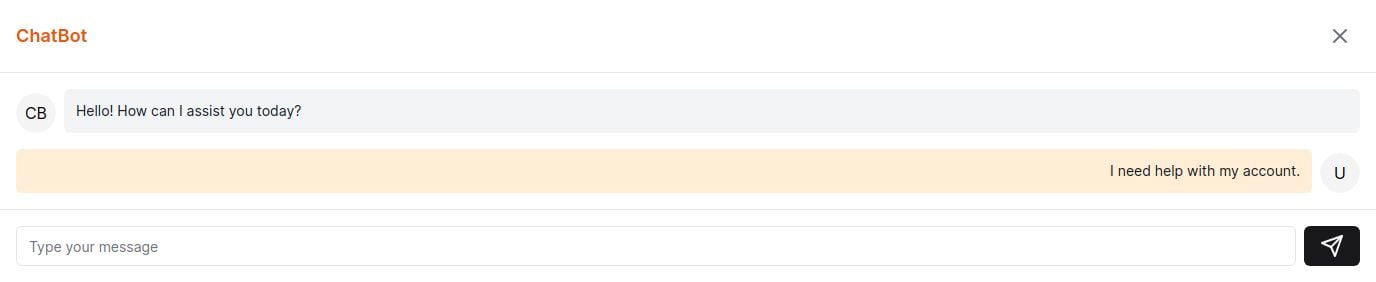 ChatBot
CB
Hello! How can I assist you today?
I need help with my account.
U
Type your message